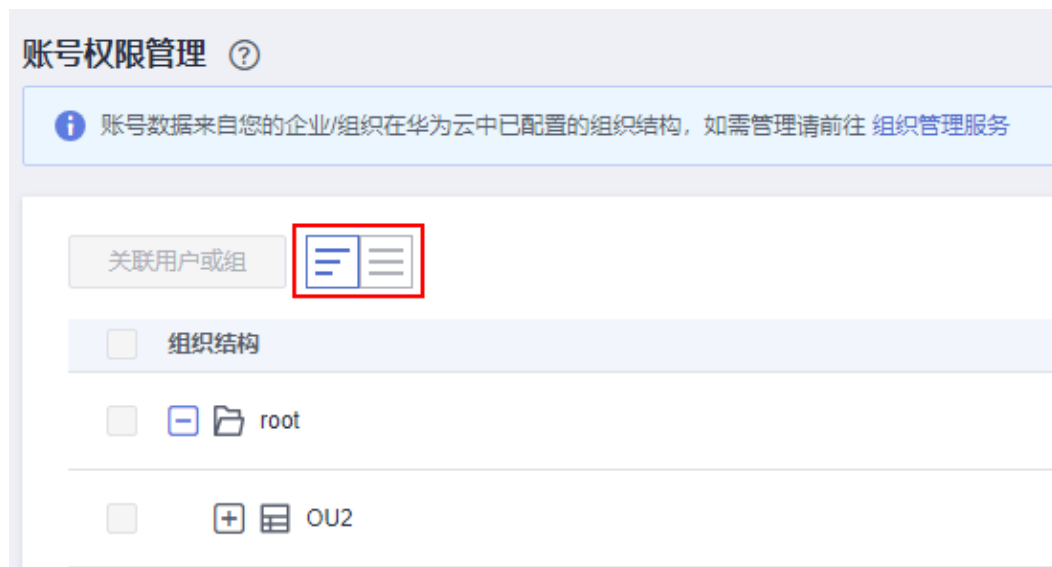 账号权限管理
账号数据来自您的企业/组织在华为云中已配置的组织结构，如需管理请前往 组织管理服务
关联用户或组
组织结构
root
OU2